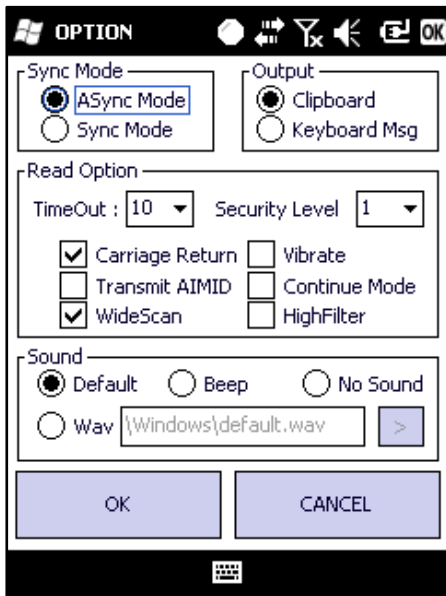 OPTION OK
Sync Mode
ASync Mode
Sync Mode
Output
Clipboard
Keyboard Msg
Read Option
TimeOut : 10 Security Level 1
Carriage Return Vibrate
Transmit AIMID Continue Mode
WideScan HighFilter
Sound
Default Beep No Sound
Wav \Windows\default.wav >
OK CANCEL